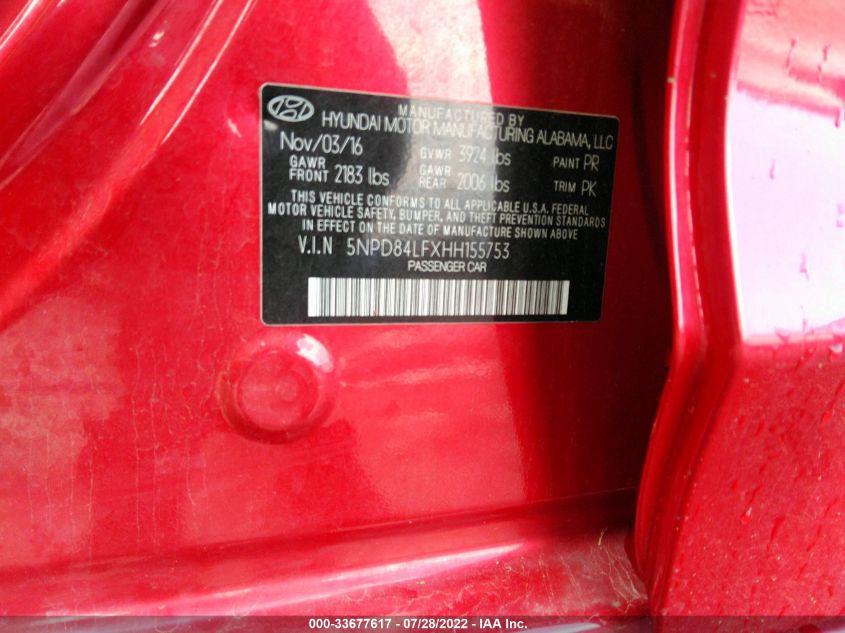 MANUFACTURED BY
HYUNDAI MOTOR MANUFACTURING ALABAMA, LLC
Nov/03/16 GVWR 3924 lbs PAINT PR
GAWR FRONT 2183 lbs GAWR REAR 2006 lbs TRIM PK
THIS VEHICLE CONFORMS TO ALL APPLICABLE U.S.A. FEDERAL
MOTOR VEHICLE SAFETY, BUMPER, AND THEFT PREVENTION STANDARDS
IN EFFECT ON THE DATE OF MANUFACTURE SHOWN ABOVE
V.I.N 5NPD84LFXHH155753
PASSENGER CAR
000-33677617 - 07/28/2022 - IAA Inc.